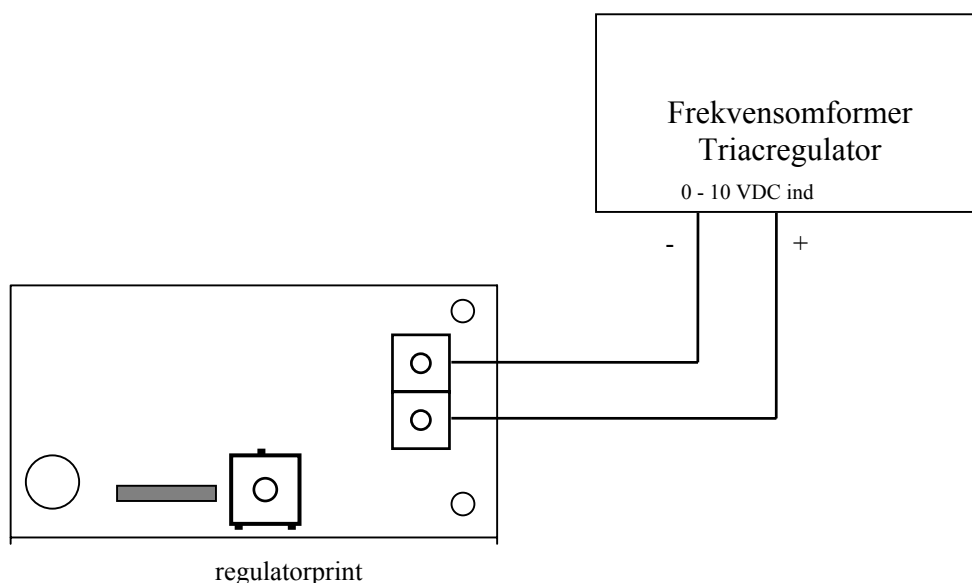 Frekvensomformer
Triacregulator
0 - 10 VDC ind
- +
regulatorprint